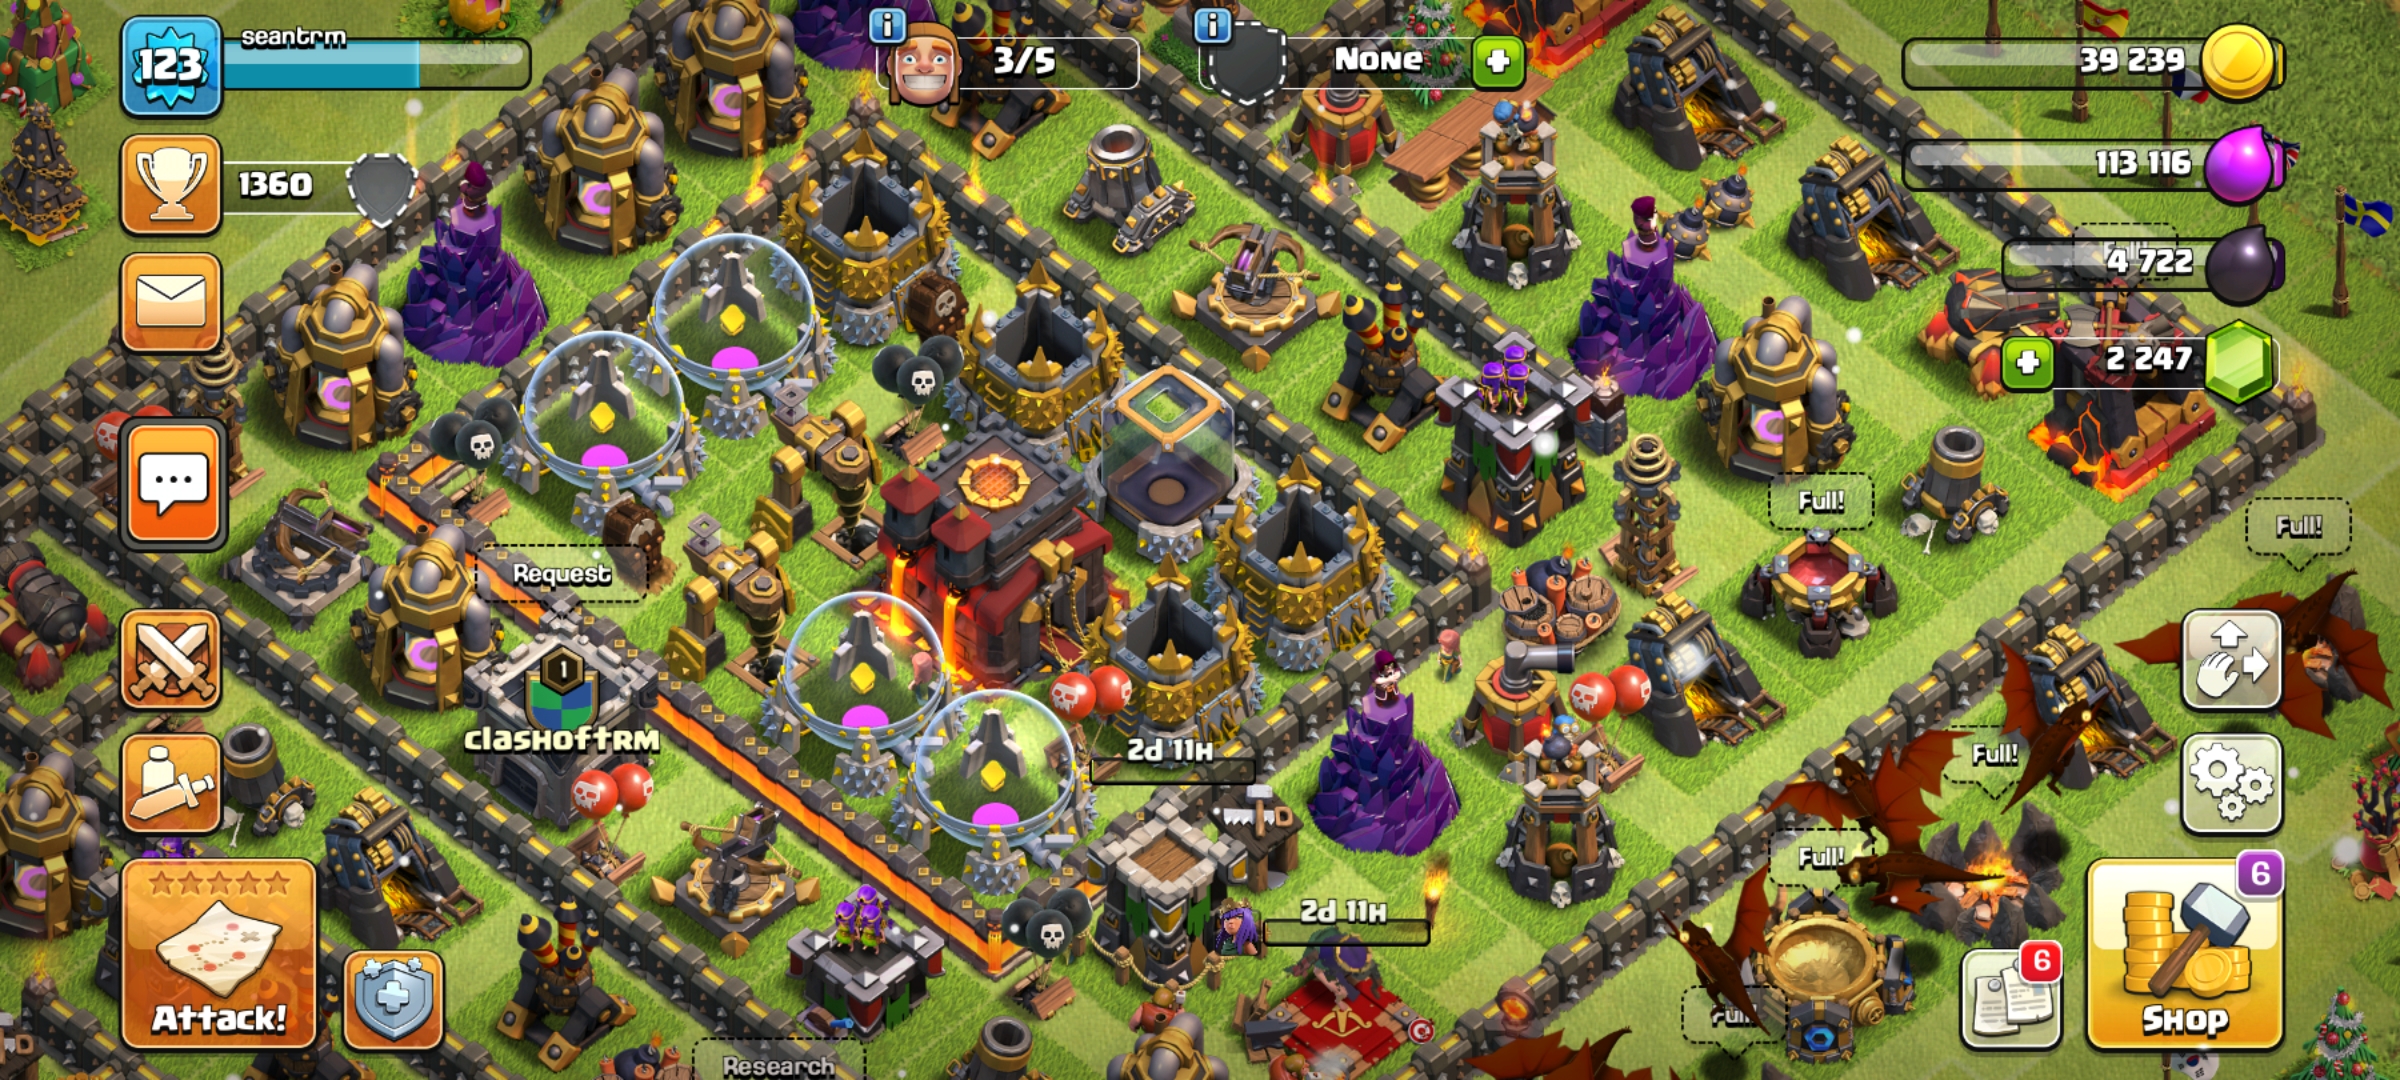 seantrm
123
3/5
None
39 239
1360
113 116
4 722
2 247
Full!
Full!
Request
1
clashoftRM
2d 11H
Full!
Full!
6
2d 11H
6
Attack!
Shop
Research